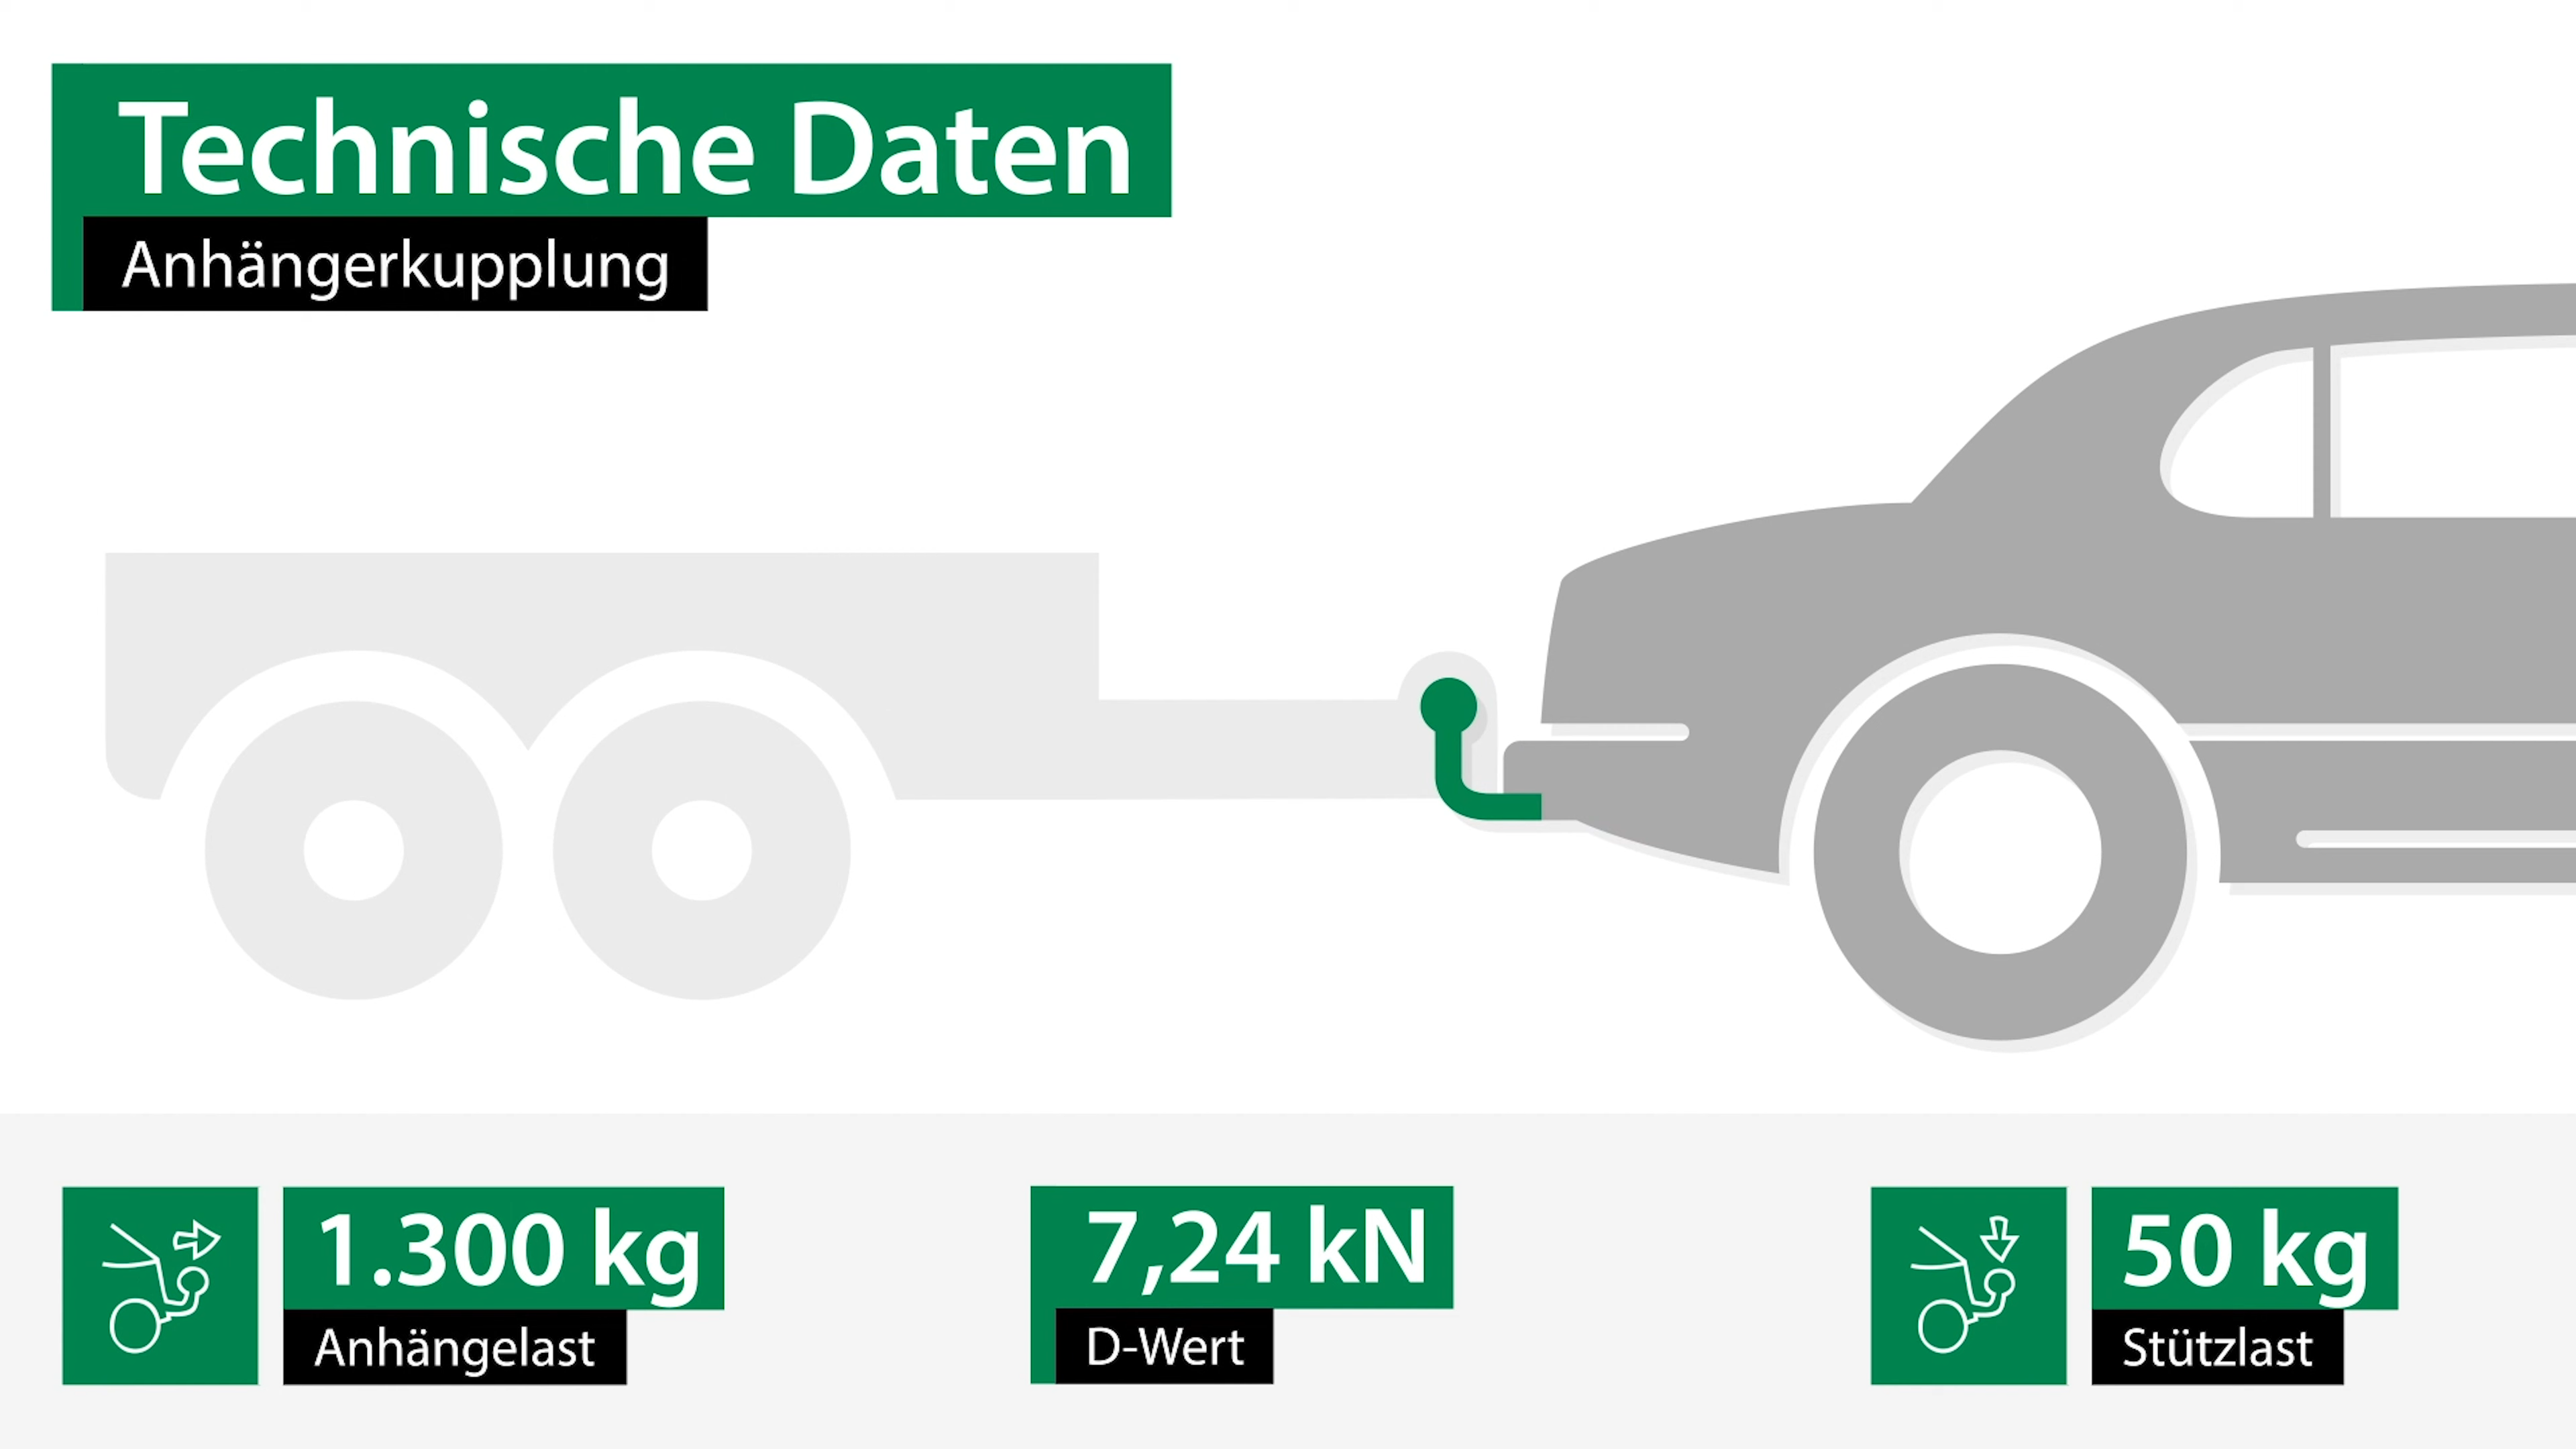 Technische Daten
Anhängerkupplung
1.300 kg
Anhängelast
7,24 kN
D-Wert
50 kg
Stützlast